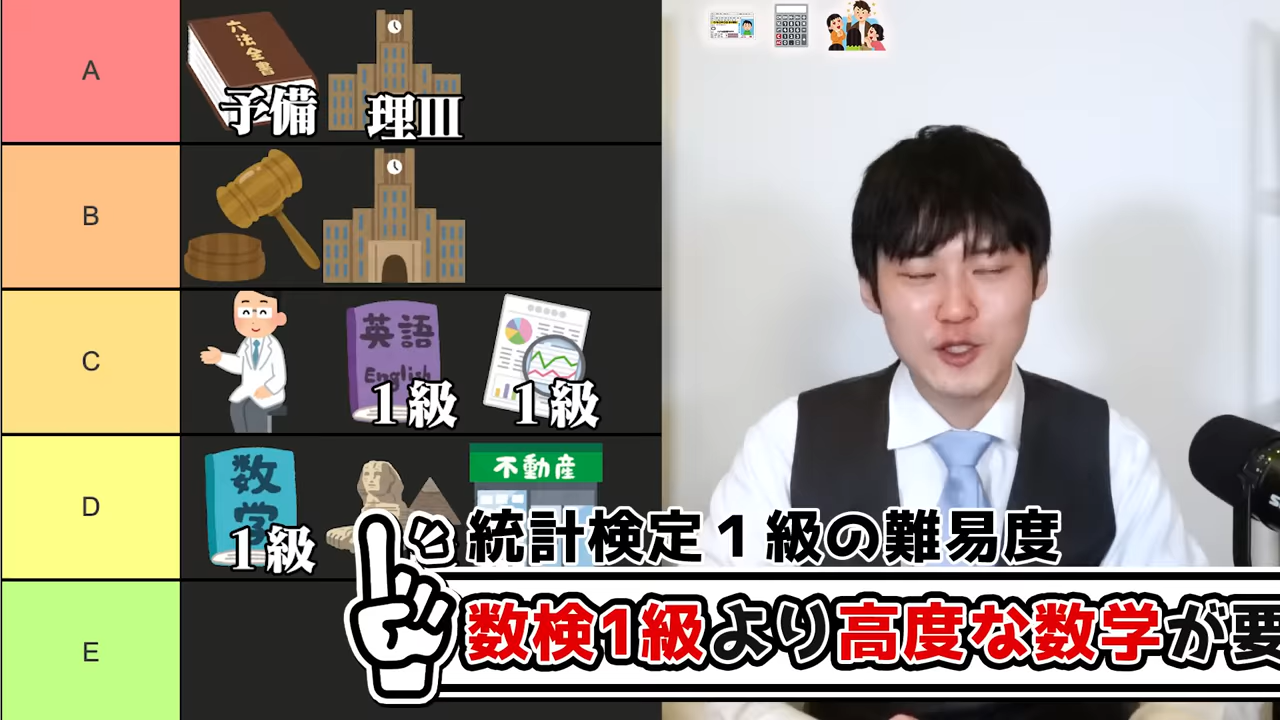 A
六法全書
予備
理III
B
C
英語
English
1級
1級
D
数学
1級
不動産
統計検定1級の難易度
数検1級より高度な数学が要
E